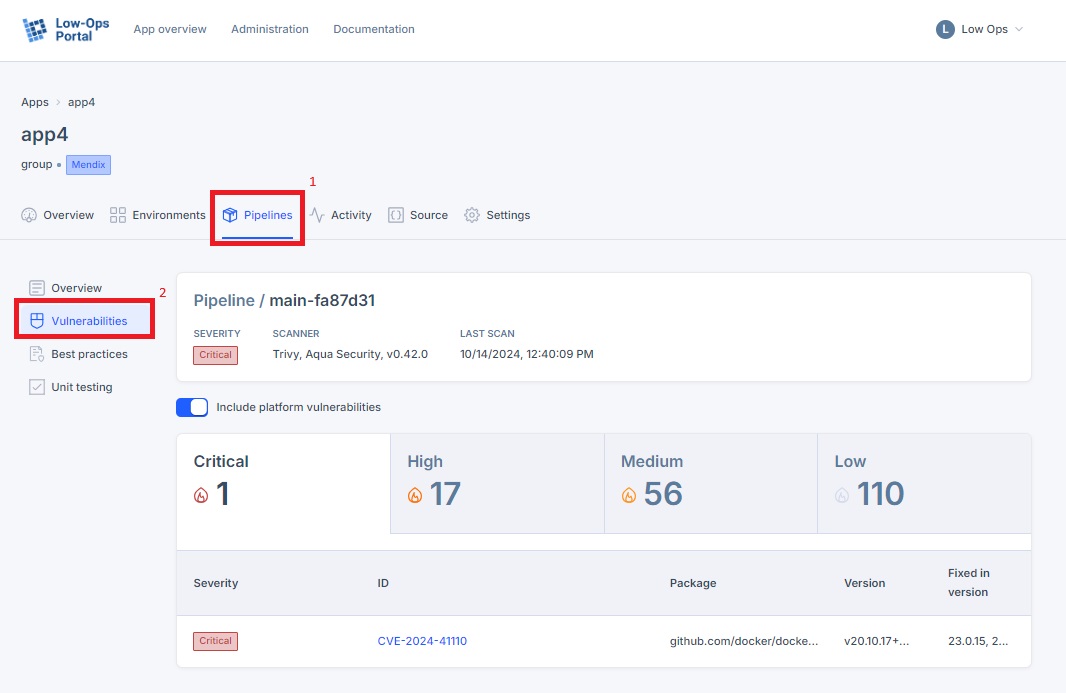 Low-Ops
Portal
App overview
Administration
Documentation
L
Low Ops
Apps > app4
app4
group • Mendix
1
Overview
Environments
Pipelines
Activity
Source
Settings
2
Overview
Vulnerabilities
Best practices
Unit testing
Pipeline / main-fa87d31
SEVERITY
SCANNER
LAST SCAN
Critical
Trivy, Aqua Security, v0.42.0
10/14/2024, 12:40:09 PM
Include platform vulnerabilities
Critical
1
High
17
Medium
56
Low
110
Severity
ID
Package
Version
Fixed in
version
Critical
CVE-2024-41110
github.com/docker/docke...
v20.10.17+...
23.0.15, 2...